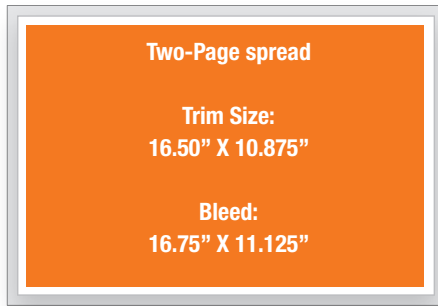 Two-Page spread
Trim Size:
16.50” X 10.875”
Bleed:
16.75” X 11.125”